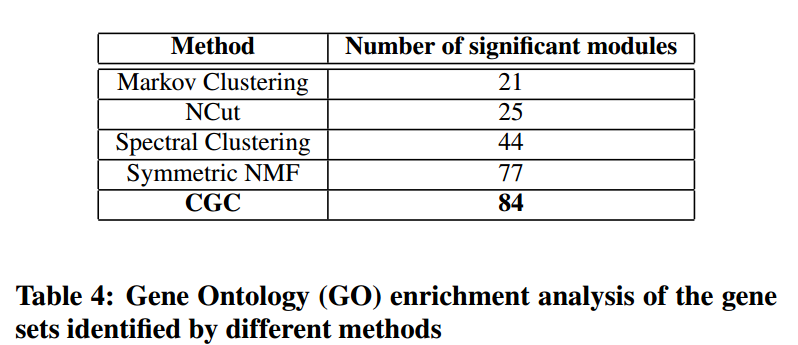 Method Number of significant modules
Markov Clustering 21
NCut 25
Spectral Clustering 44
Symmetric NMF 77
CGC 84
Table 4: Gene Ontology (GO) enrichment analysis of the gene
sets identified by different methods